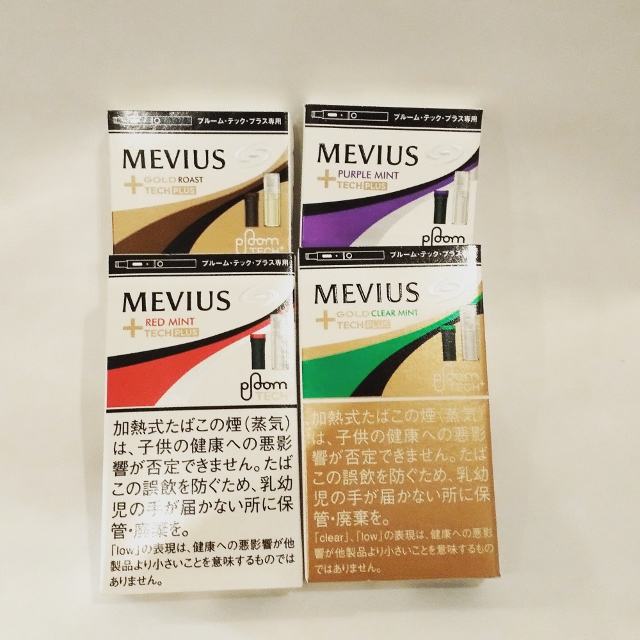 プルーム・テック・プラス専用
MEVIUS
GOLD ROAST
+TECH PLUS
Ploom
TECH+
プルーム・テック・プラス専用
MEVIUS
PURPLE MINT
+TECH PLUS
Ploom
プルーム・テック・プラス専用
MEVIUS
RED MINT
+TECH PLUS
Ploom
TECH+
加熱式たばこの煙(蒸気)
は、子供の健康への悪影
響が否定できません。たば
この誤飲を防ぐため、乳幼
児の手が届かない所に保
管・廃棄を。
「low」の表現は、健康への悪影響が他
製品より小さいことを意味するものでは
ありません。
プルーム・テック・プラス専用
MEVIUS
GOLD CLEAR MINT
+TECH PLUS
Ploom
TECH+
加熱式たばこの煙(蒸気)
は、子供の健康への悪影
響が否定できません。たば
この誤飲を防ぐため、乳幼
児の手が届かない所に保
管・廃棄を。
「clear」、「low」の表現は、健康への悪影
響が他製品より小さいことを意味するもの
ではありません。